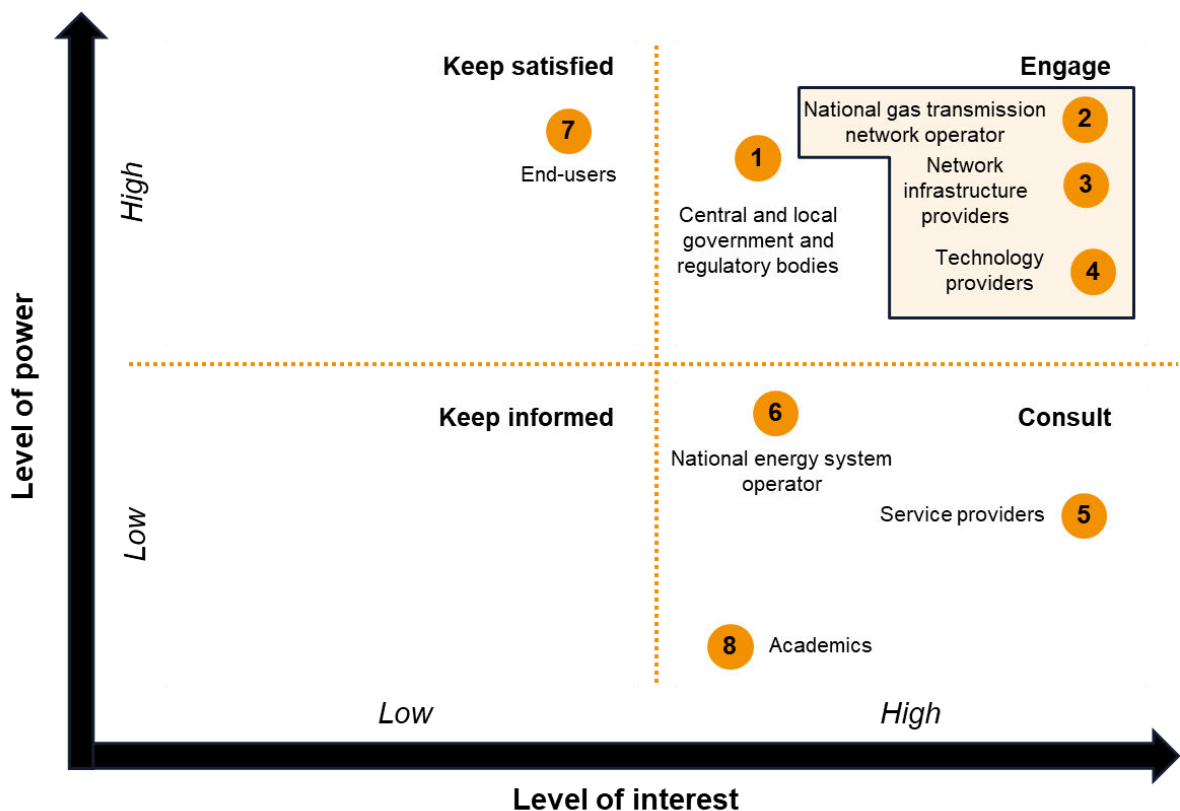 Keep satisfied
Engage
7
End-users
1
Central and local
government and
regulatory bodies
National gas transmission
network operator
2
Network
infrastructure
providers
3
Technology
providers
4
High
Level of power
Keep informed
Consult
6
National energy system
operator
Service providers
5
8
Academics
Low
Low
High
Level of interest